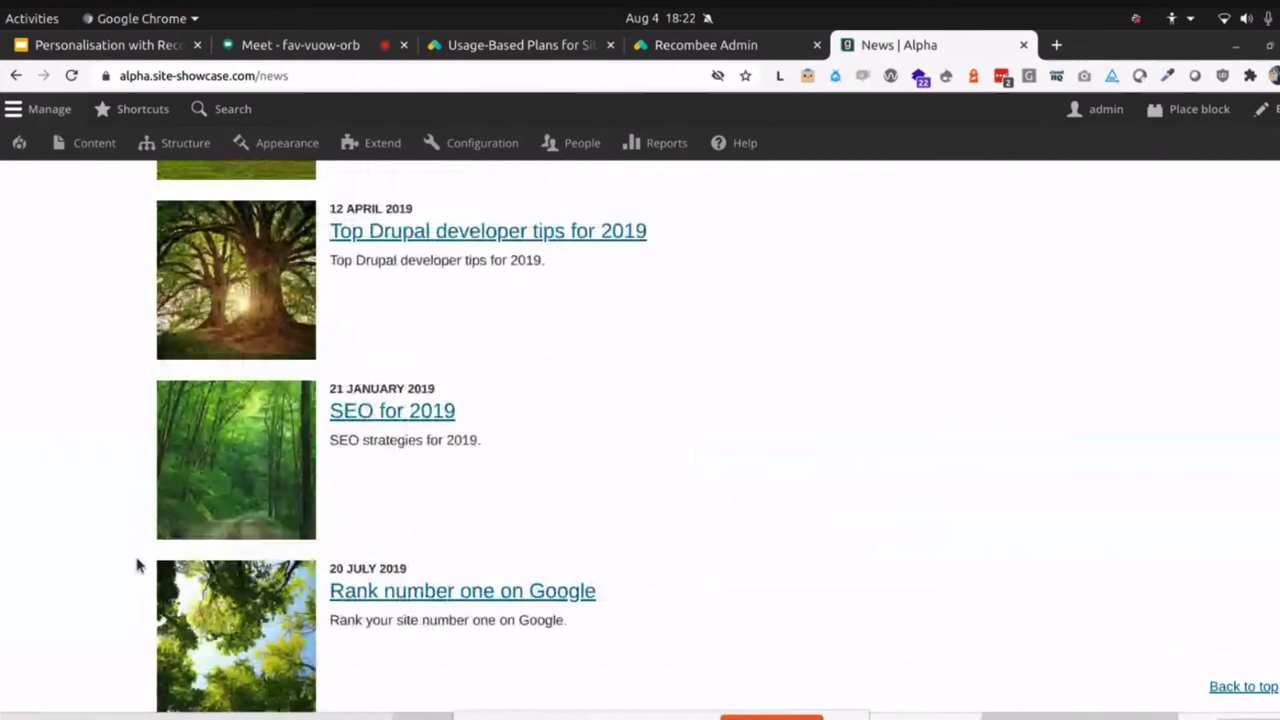 Activities
Google Chrome
Aug 4 18:22
Personalisation with Reco
Meet - fav-vuow-orb
Usage-Based Plans for Sit
Recombee Admin
News | Alpha
alpha.site-showcase.com/news
L
22
2
G
Manage
Shortcuts
Search
admin
Place block
Content
Structure
Appearance
Extend
Configuration
People
Reports
Help
12 APRIL 2019
Top Drupal developer tips for 2019
Top Drupal developer tips for 2019.
21 JANUARY 2019
SEO for 2019
SEO strategies for 2019.
20 JULY 2019
Rank number one on Google
Rank your site number one on Google.
Back to top